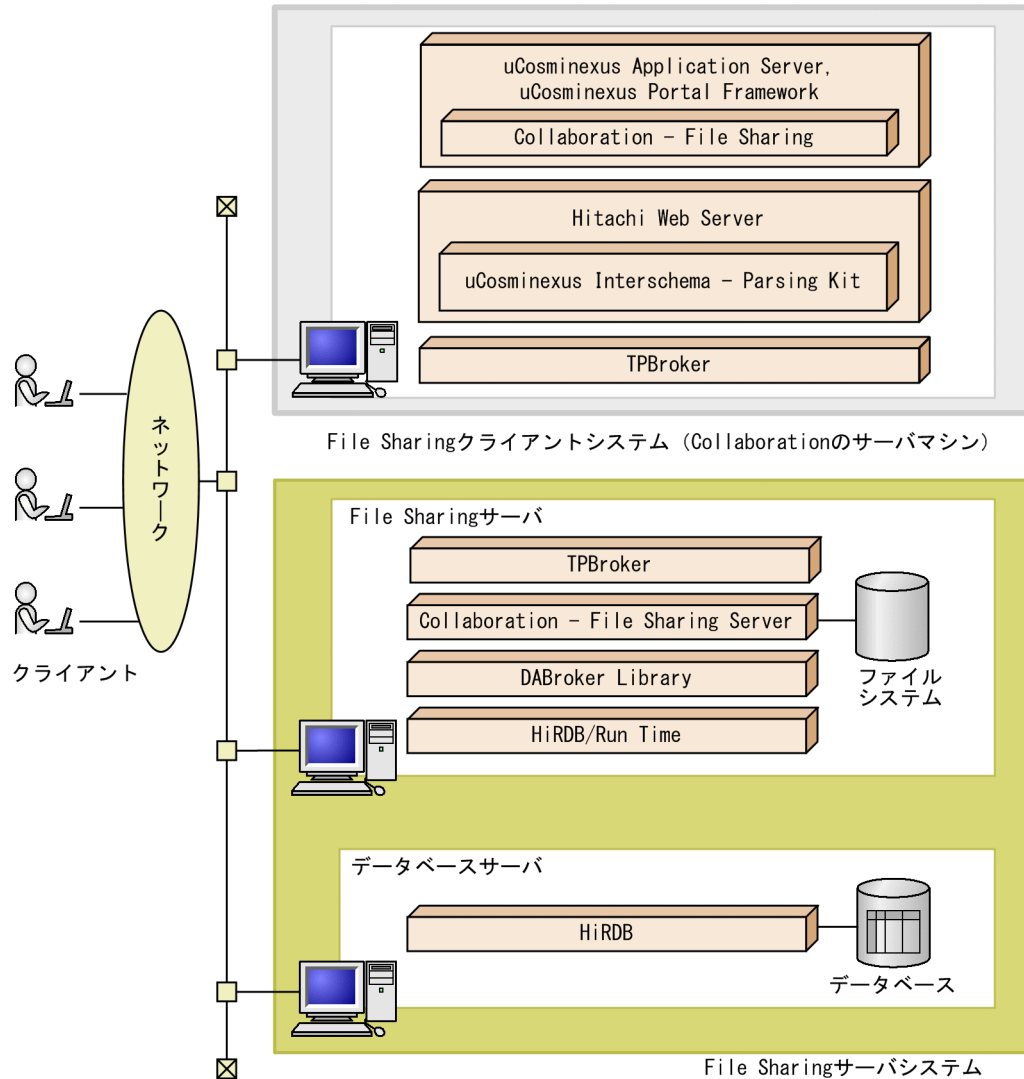 uCosminexus Application Server,
uCosminexus Portal Framework
Collaboration − File Sharing
Hitachi Web Server
uCosminexus Interschema − Parsing Kit
TPBroker
File Sharingクライアントシステム（Collaborationのサーバマシン）
ネットワーク
クライアント
File Sharingサーバ
TPBroker
Collaboration − File Sharing Server
DABroker Library
HiRDB/Run Time
ファイル
システム
データベースサーバ
HiRDB
データベース
File Sharingサーバシステム